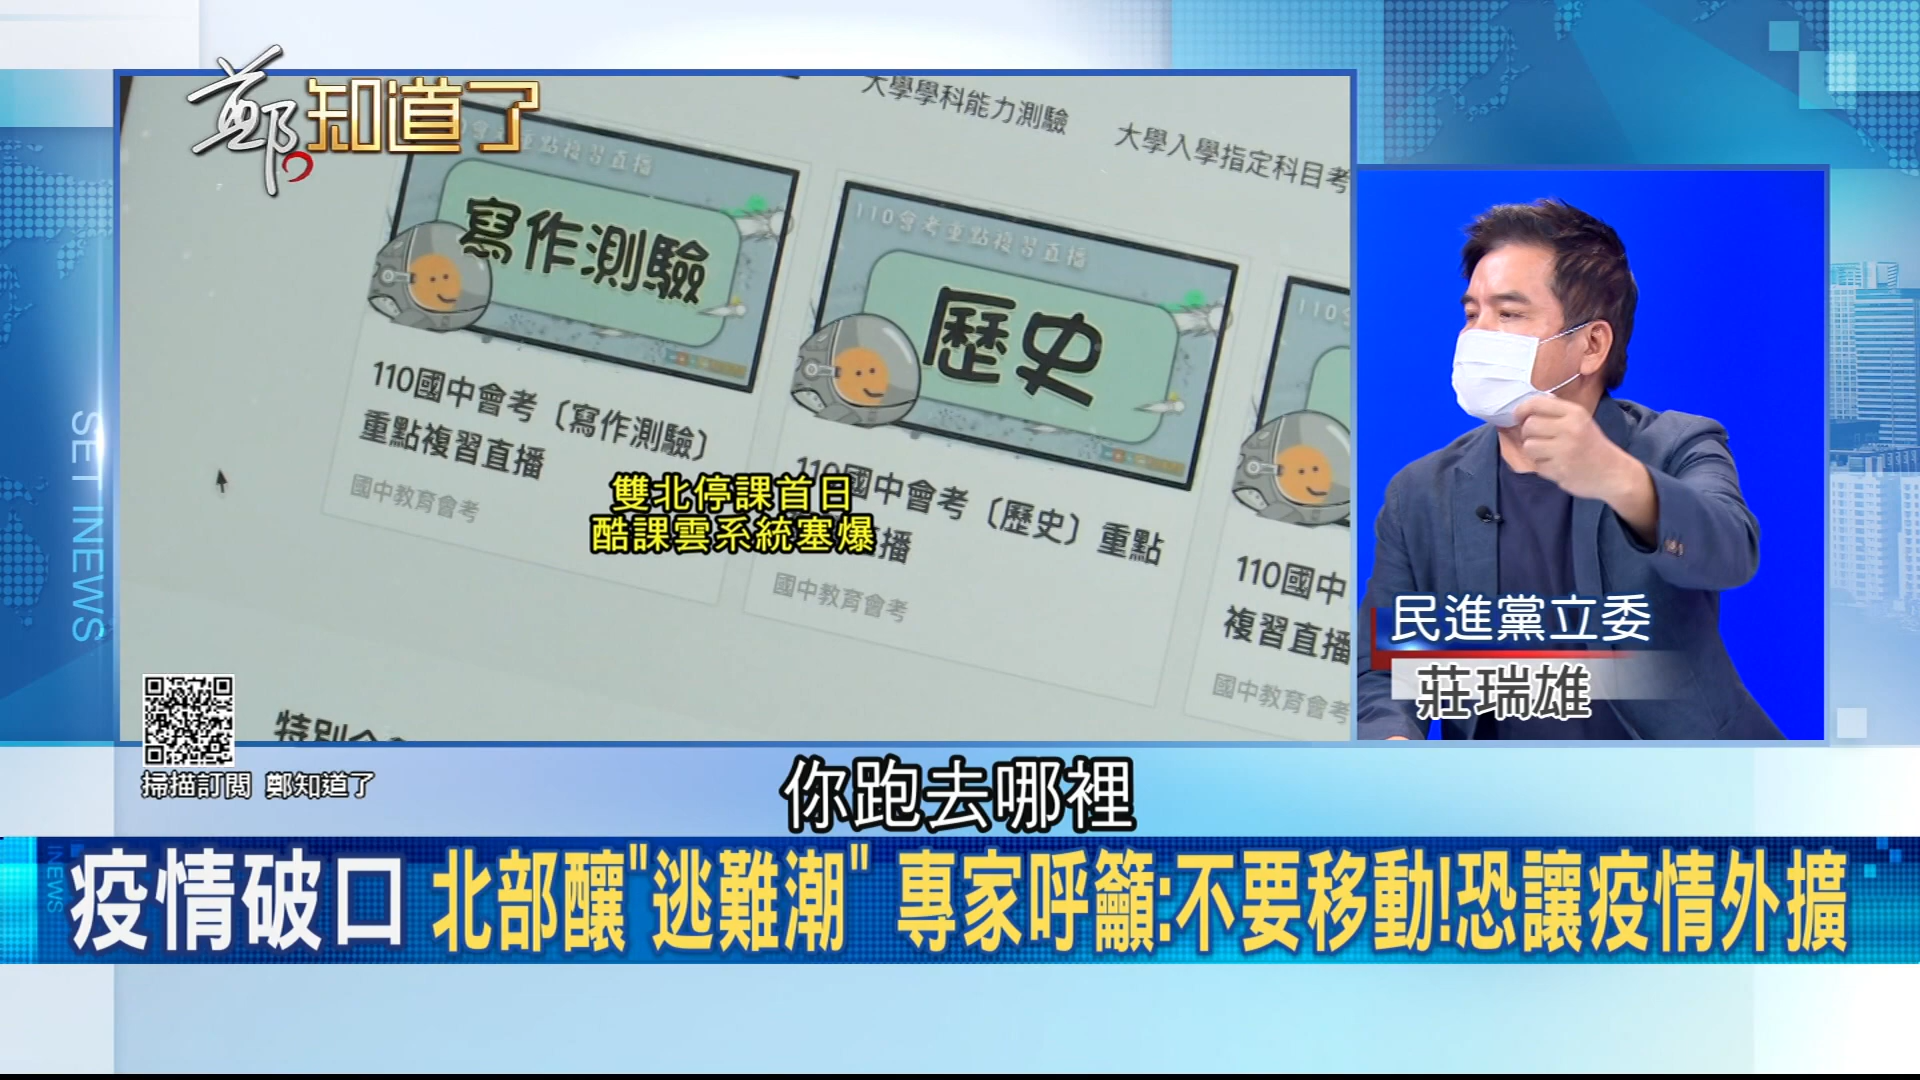 鄭知道了
大學學科能力測驗
大學入學指定科目考
重點複習直播
寫作測驗
110國中會考〔寫作測驗〕
重點複習直播
國中教育會考
110會考重點複習直播
歷史
110國中會考〔歷史〕重點
播
國中教育會考
110
110國中
複習直播
國中教育會考
雙北停課首日
酷課雲系統塞爆
SET INEWS
民進黨立委
莊瑞雄
掃描訂閱 鄭知道了
你跑去哪裡
INEWS
疫情破口 北部釀"逃難潮" 專家呼籲:不要移動!恐讓疫情外擴